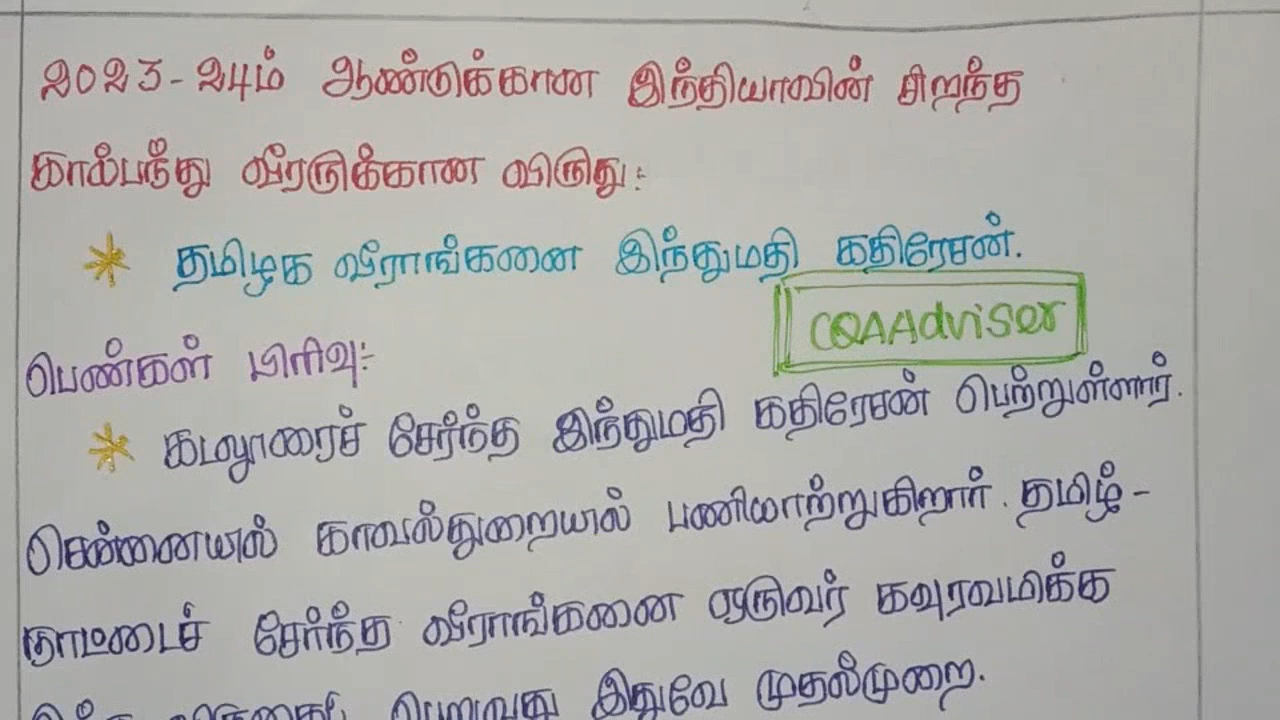 2023-24ம் ஆண்டுக்கான இந்தியாவின் சிறந்த
கால்பந்து வீரருக்கான விருது:
தமிழக வீராங்கனை இந்துமதி கதிரேசன்.
CQAAdviser
பெண்கள் பிரிவு:
கடலூரைச் சேர்ந்த இந்துமதி கதிரேசன் பெற்றுள்ளார்.
சென்னையில் காவல்துறையில் பணியாற்றுகிறார். தமிழ்-
நாட்டைச் சேர்ந்த வீராங்கனை ஒருவர் கவுரவமிக்க
இந்த விருதைப் பெறுவது இதுவே முதல்முறை.